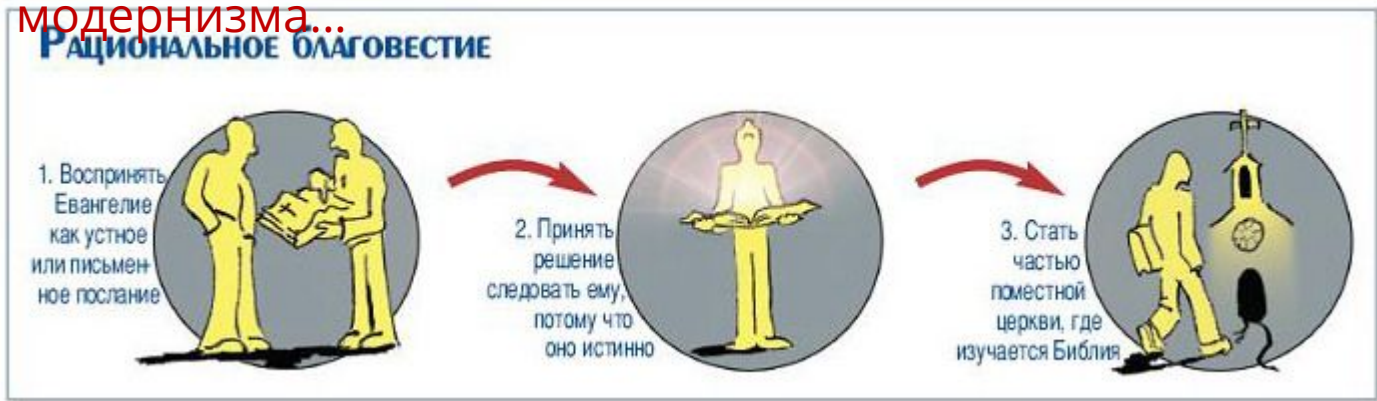 модернизма...
Рациональное благовестие
1. Воспринять
Евангелие
как устное
или письмен-
ное послание
2. Принять
решение
следовать ему,
потому что
оно истинно
3. Стать
частью
поместной
церкви, где
изучается Библия